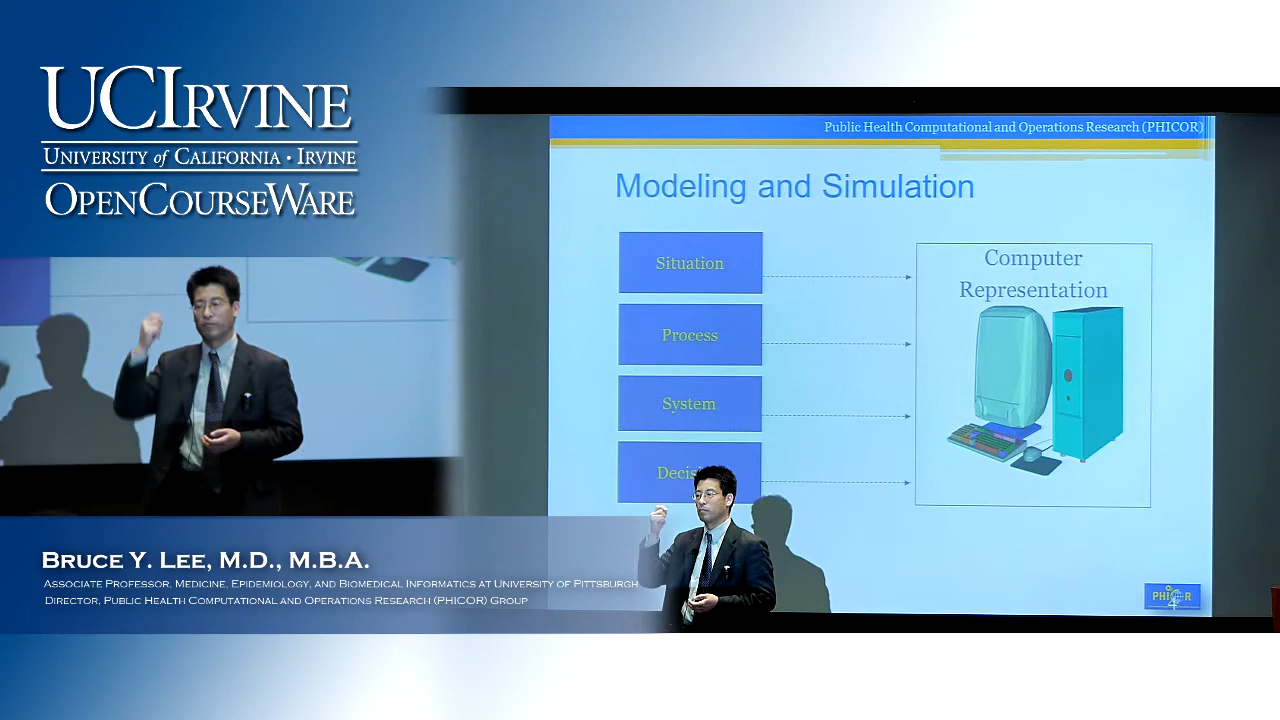 UCIRVINE
UNIVERSITY of CALIFORNIA · IRVINE
OPENCOURSEWARE
BRUCE Y. LEE, M.D., M.B.A.
ASSOCIATE PROFESSOR, MEDICINE, EPIDEMIOLOGY, AND BIOMEDICAL INFORMATICS AT UNIVERSITY OF PITTSBURGH
DIRECTOR, PUBLIC HEALTH COMPUTATIONAL AND OPERATIONS RESEARCH (PHICOR) GROUP
Public Health Computational and Operations Research (PHICOR)
Modeling and Simulation
Situation
Process
System
Computer
Representation
PHICOR
4